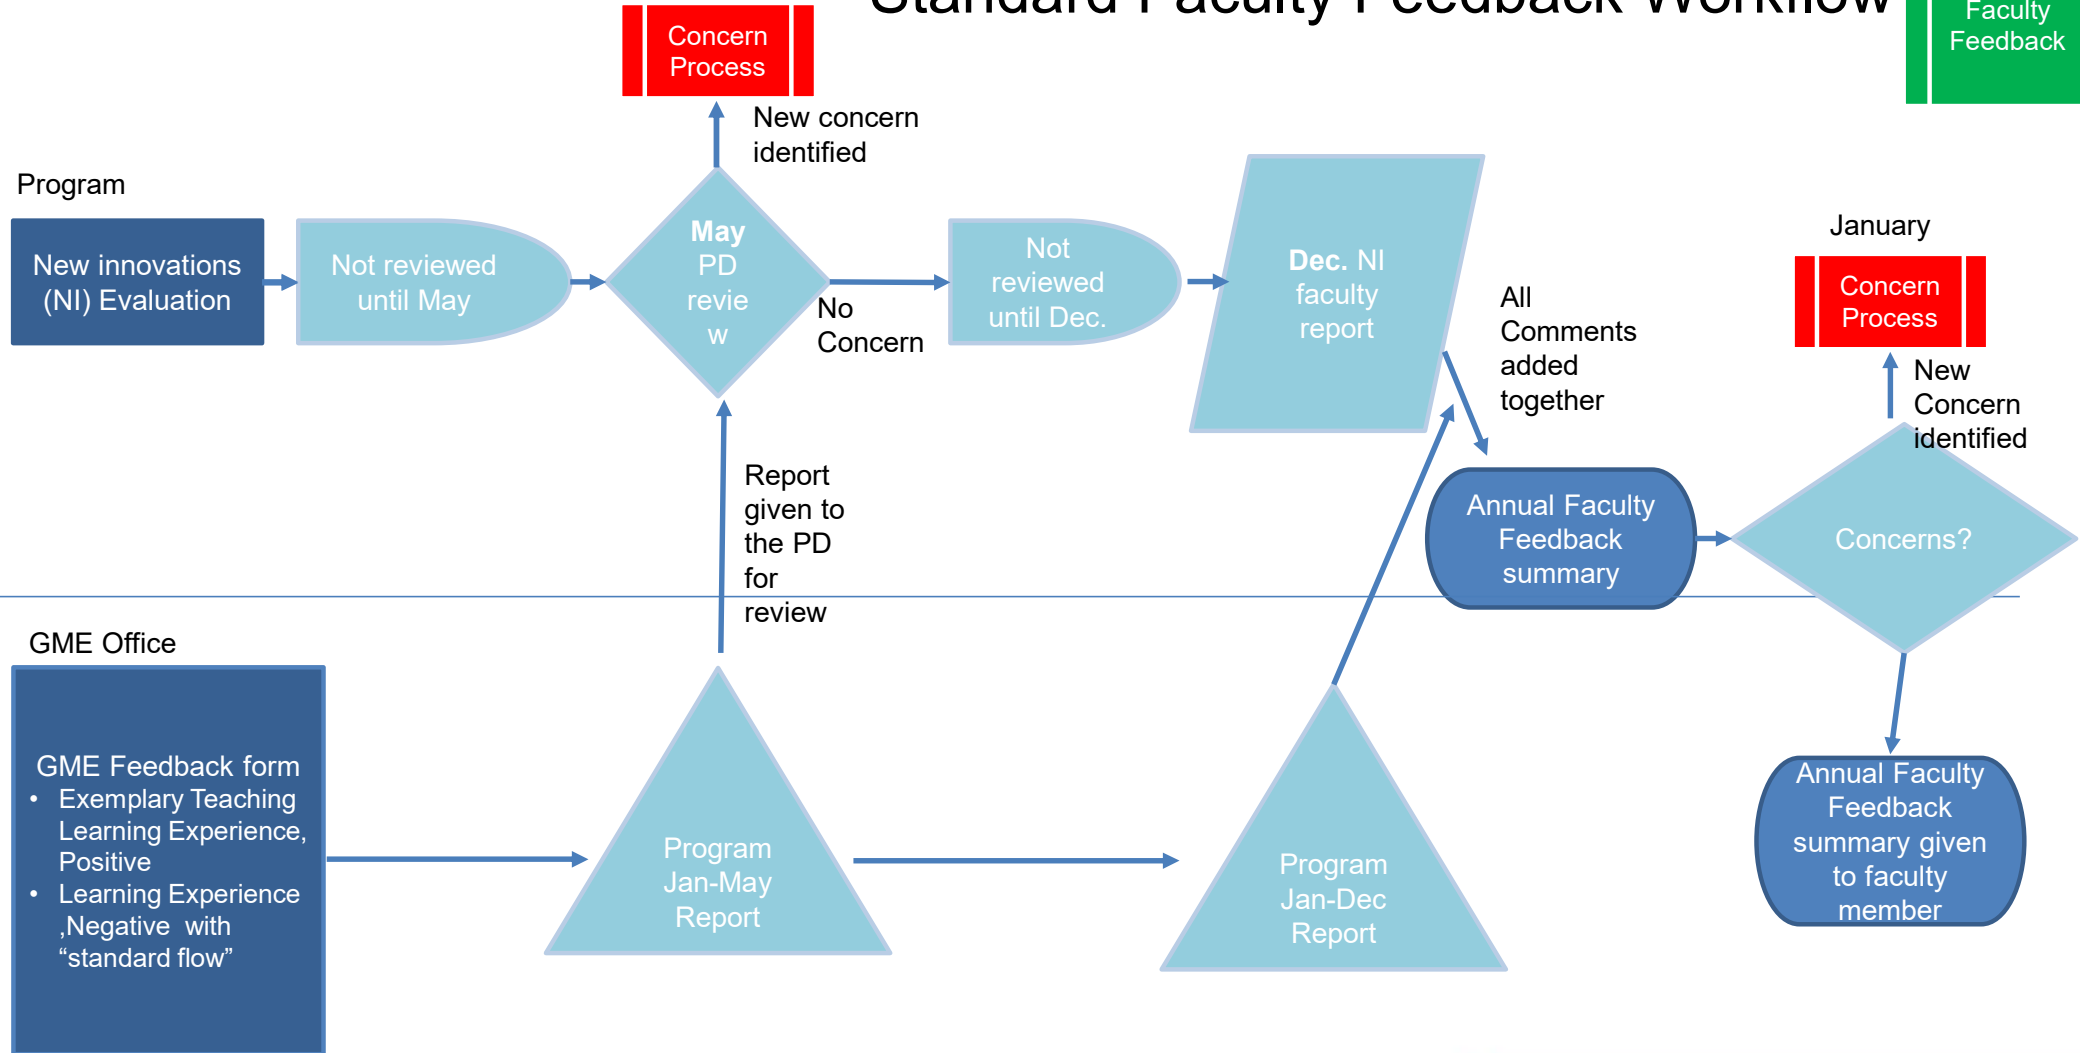 Standard Faculty Feedback Workflow
Faculty
Feedback
Concern
Process
New concern
identified
Program
New innovations
(NI) Evaluation
Not reviewed
until May
May
PD
revie
w
No
Concern
Not
reviewed
until Dec.
Dec. NI
faculty
report
All
Comments
added
together
January
Concern
Process
New
Concern
identified
Report
given to
the PD
for
review
Annual Faculty
Feedback
summary
Concerns?
GME Office
GME Feedback form
• Exemplary Teaching
Learning Experience,
Positive
• Learning Experience
,Negative with
“standard flow”
Program
Jan-May
Report
Program
Jan-Dec
Report
Annual Faculty
Feedback
summary given
to faculty
member